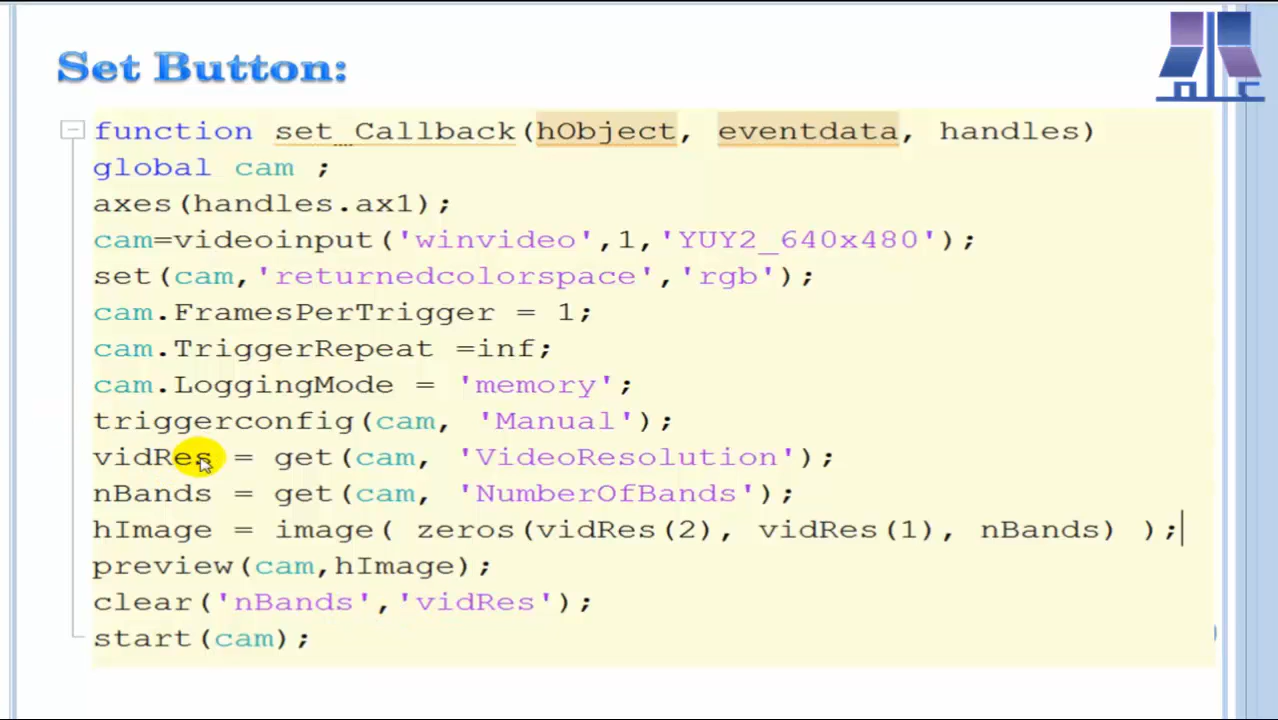 Set Button:
function set_Callback(hObject, eventdata, handles)
global cam ;
axes(handles.ax1);
cam=videoinput('winvideo',1,'YUY2_640x480');
set(cam,'returnedcolorspace','rgb');
cam.FramesPerTrigger = 1;
cam.TriggerRepeat =inf;
cam.LoggingMode = 'memory';
triggerconfig(cam, 'Manual');
vidRes = get(cam, 'VideoResolution');
nBands = get(cam, 'NumberOfBands');
hImage = image( zeros(vidRes(2), vidRes(1), nBands) );
preview(cam,hImage);
clear('nBands','vidRes');
start(cam);